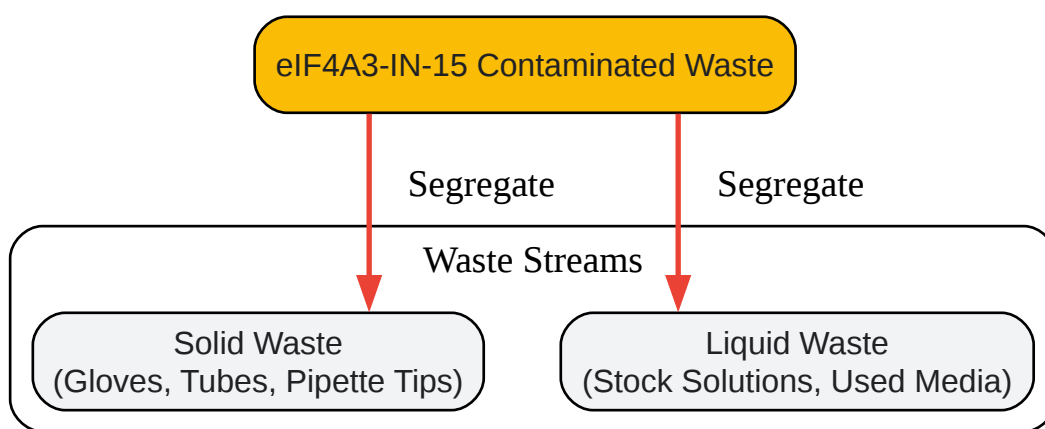 eIF4A3-IN-15 Contaminated Waste
Segregate
Segregate
Waste Streams
Solid Waste
(Gloves, Tubes, Pipette Tips)
Liquid Waste
(Stock Solutions, Used Media)